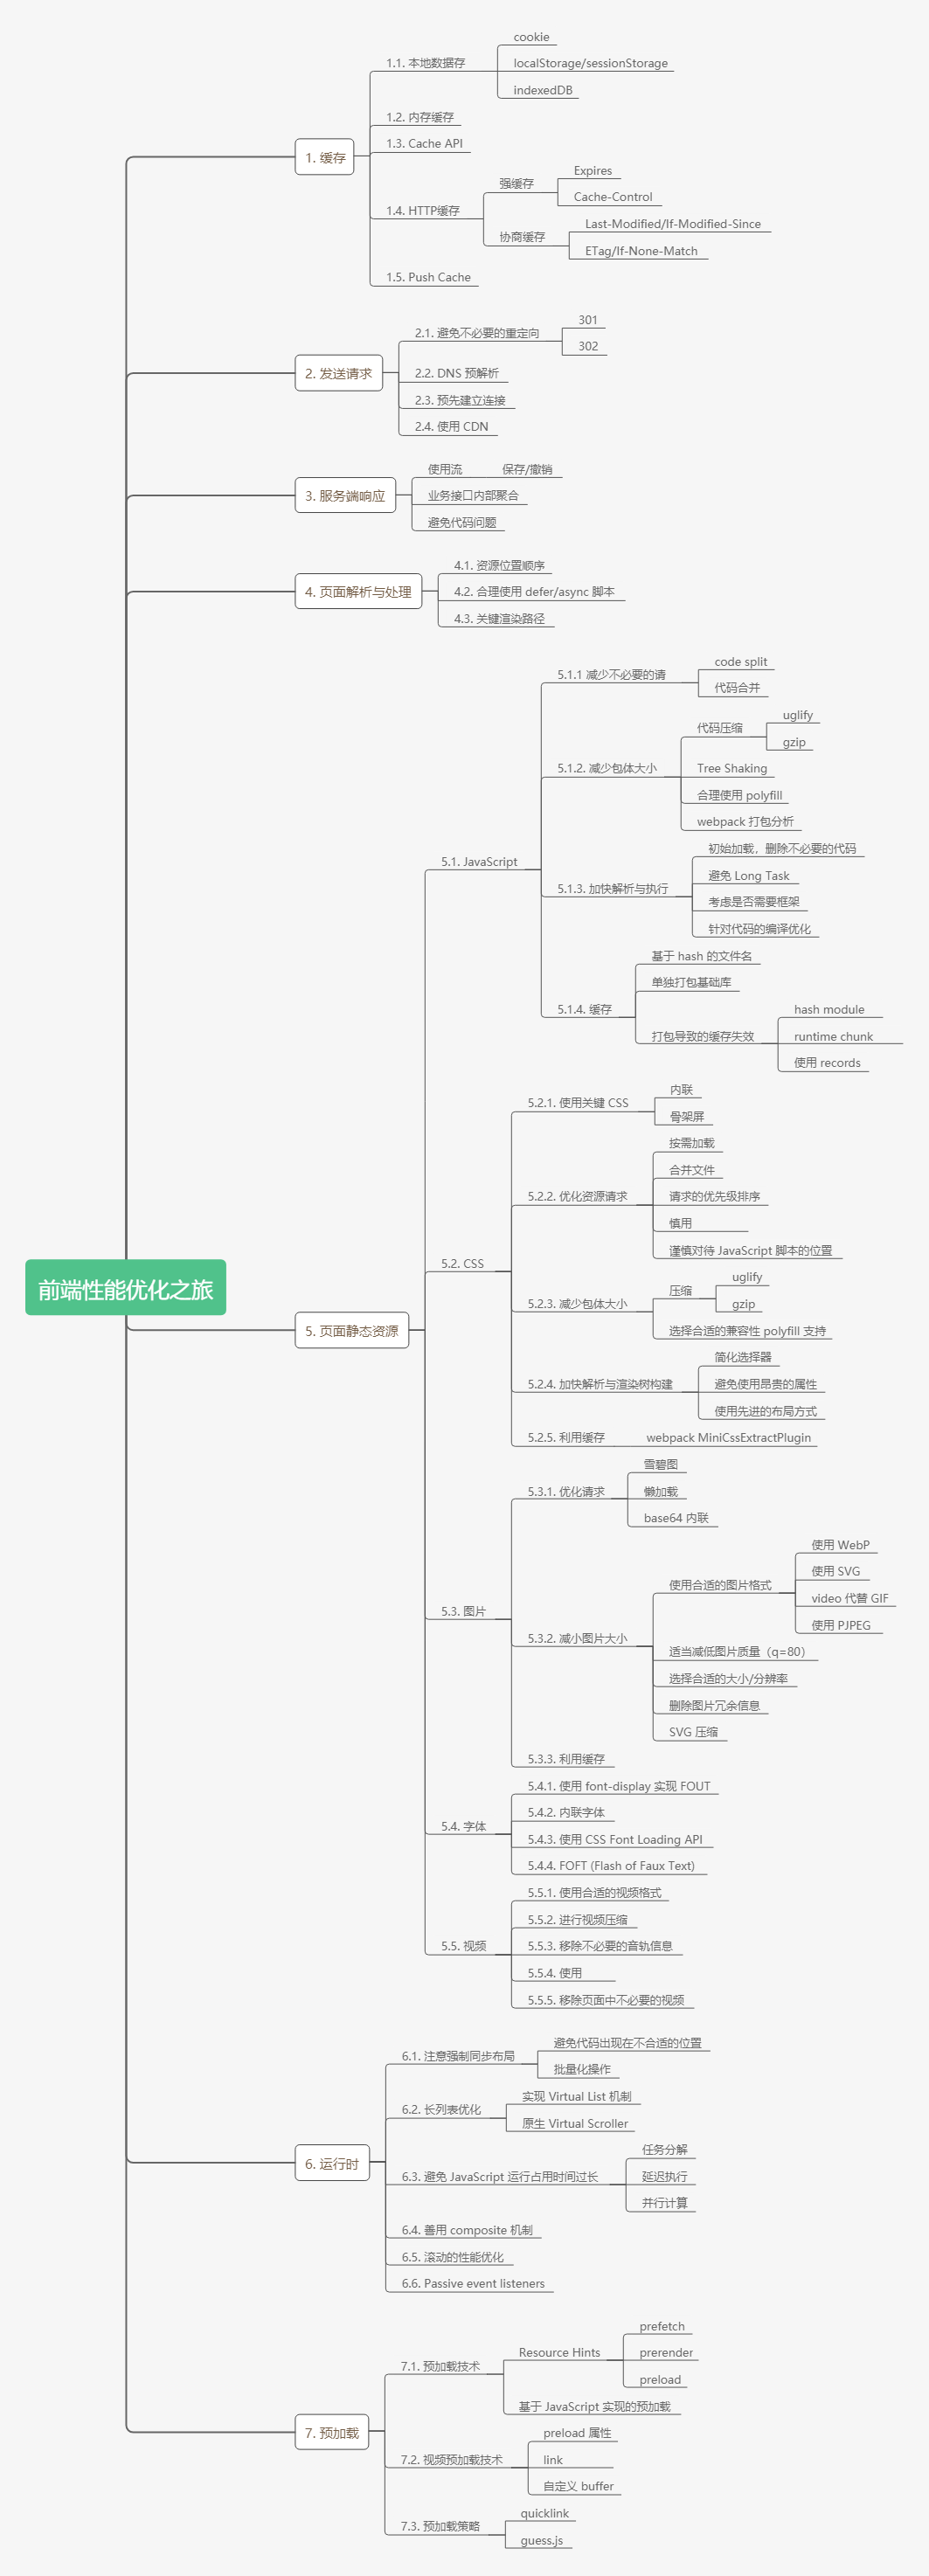 前端性能优化之旅
1. 缓存
1.1. 本地数据存
cookie
localStorage/sessionStorage
indexedDB
1.2. 内存缓存
1.3. Cache API
1.4. HTTP缓存
强缓存
Expires
Cache-Control
协商缓存
Last-Modified/If-Modified-Since
ETag/If-None-Match
1.5. Push Cache
2. 发送请求
2.1. 避免不必要的重定向
301
302
2.2. DNS 预解析
2.3. 预先建立连接
2.4. 使用 CDN
3. 服务端响应
使用流
保存/撤销
业务接口内部聚合
避免代码问题
4. 页面解析与处理
4.1. 资源位置顺序
4.2. 合理使用 defer/async 脚本
4.3. 关键渲染路径
5. 页面静态资源
5.1. JavaScript
5.1.1 减少不必要的请
code split
代码合并
5.1.2. 减少包体大小
代码压缩
uglify
gzip
Tree Shaking
合理使用 polyfill
webpack 打包分析
5.1.3. 加快解析与执行
初始加载，删除不必要的代码
避免 Long Task
考虑是否需要框架
针对代码的编译优化
5.1.4. 缓存
基于 hash 的文件名
单独打包基础库
打包导致的缓存失效
hash module
runtime chunk
使用 records
5.2. CSS
5.2.1. 使用关键 CSS
内联
骨架屏
5.2.2. 优化资源请求
按需加载
合并文件
请求的优先级排序
慎用
谨慎对待 JavaScript 脚本的位置
5.2.3. 减少包体大小
压缩
uglify
gzip
选择合适的兼容性 polyfill 支持
5.2.4. 加快解析与渲染树构建
简化选择器
避免使用昂贵的属性
使用先进的布局方式
5.2.5. 利用缓存
webpack MiniCssExtractPlugin
5.3. 图片
5.3.1. 优化请求
雪碧图
懒加载
base64 内联
5.3.2. 减小图片大小
使用合适的图片格式
使用 WebP
使用 SVG
video 代替 GIF
使用 PJPEG
适当减低图片质量（q=80）
选择合适的大小/分辨率
删除图片冗余信息
SVG 压缩
5.3.3. 利用缓存
5.4. 字体
5.4.1. 使用 font-display 实现 FOUT
5.4.2. 内联字体
5.4.3. 使用 CSS Font Loading API
5.4.4. FOFT (Flash of Faux Text)
5.5. 视频
5.5.1. 使用合适的视频格式
5.5.2. 进行视频压缩
5.5.3. 移除不必要的音轨信息
5.5.4. 使用
5.5.5. 移除页面中不必要的视频
6. 运行时
6.1. 注意强制同步布局
避免代码出现在不合适的位置
批量化操作
6.2. 长列表优化
实现 Virtual List 机制
原生 Virtual Scroller
6.3. 避免 JavaScript 运行占用时间过长
任务分解
延迟执行
并行计算
6.4. 善用 composite 机制
6.5. 滚动的性能优化
6.6. Passive event listeners
7. 预加载
7.1. 预加载技术
Resource Hints
prefetch
prerender
preload
基于 JavaScript 实现的预加载
7.2. 视频预加载技术
preload 属性
link
自定义 buffer
7.3. 预加载策略
quicklink
guess.js